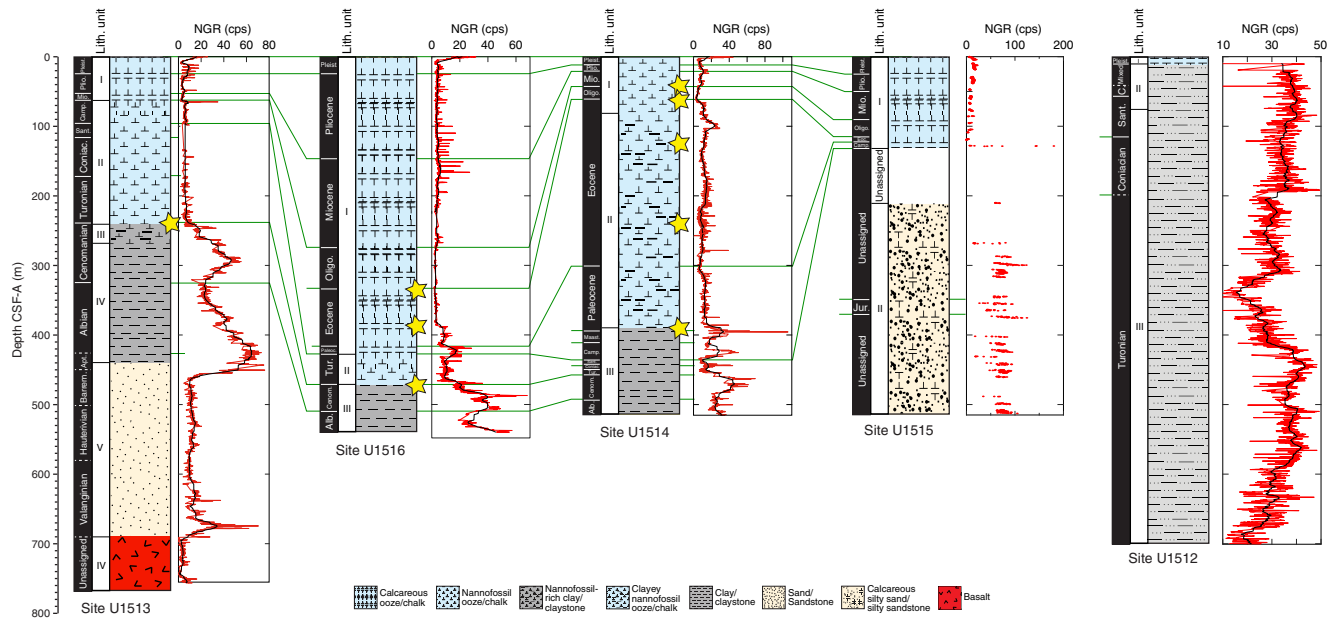 Lith. unit
NGR (cps)
0 20 40 60 80
Lith. unit
NGR (cps)
0 20 40 60
Lith. unit
NGR (cps)
0 40 80
Lith. unit
NGR (cps)
0 100 200
Lith. unit
NGR (cps)
10 30 50
Depth CSF-A (m)
0
100
200
300
400
500
600
700
800
Pleist.
Plio.
Mio.
Camp.
Sant.
Coniac.
Turonian
Cenomanian
Albian
Apt.
Barrem.
Hauterivian
Valanginian
Unassigned
I
II
III
IV
V
IV
Site U1513
Pleist
Pliocene
Miocene
Oligo.
Eocene
Paleoc.
Tur.
Cenom.
Alb.
I
II
III
Site U1516
Pleist.
Plio.
Mio.
Oligo.
Eocene
Paleocene
Maast.
Camp.
Cenom.
Alb.
I
II
III
Site U1514
Pleist.
Plio.
Mio.
Oligo.
Camp.
Unassigned
Jur.
Unassigned
I
Unassigned
II
Site U1515
Pleist.
Mixed
C.
Sant.
Coniacian
Turonian
II
III
Site U1512
Calcareous
ooze/chalk
Nannofossil
ooze/chalk
Nannofossil-
rich clay/
claystone
Clayey
nannofossil
ooze/chalk
Clay/
claystone
Sand/
Sandstone
Calcareous
silty sand/
silty sandstone
Basalt